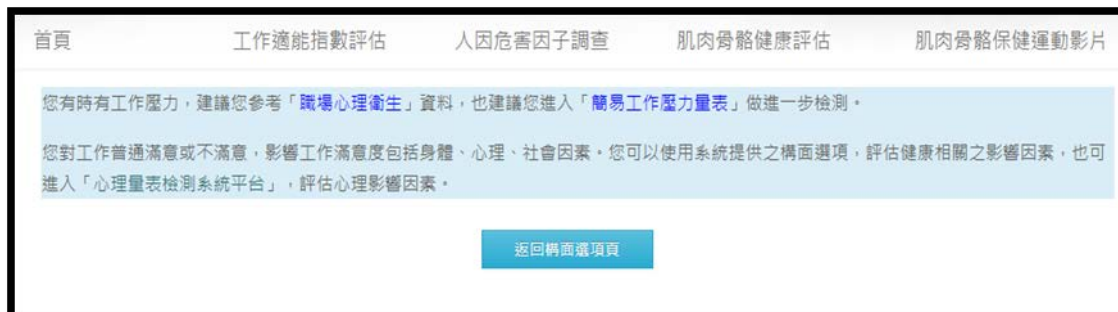 首頁 工作適能指數評估 人因危害因子調查 肌肉骨骼健康評估 肌肉骨骼保健運動影片
您有時有工作壓力，建議您參考「職場心理衛生」資料，也建議您進入「簡易工作壓力量表」做進一步檢測。
您對工作普通滿意或不滿意，影響工作滿意度包括身體、心理、社會因素。您可以使用系統提供之構面選項，評估健康相關之影響因素，也可
進入「心理量表檢測系統平台」，評估心理影響因素。
返回構面選項頁